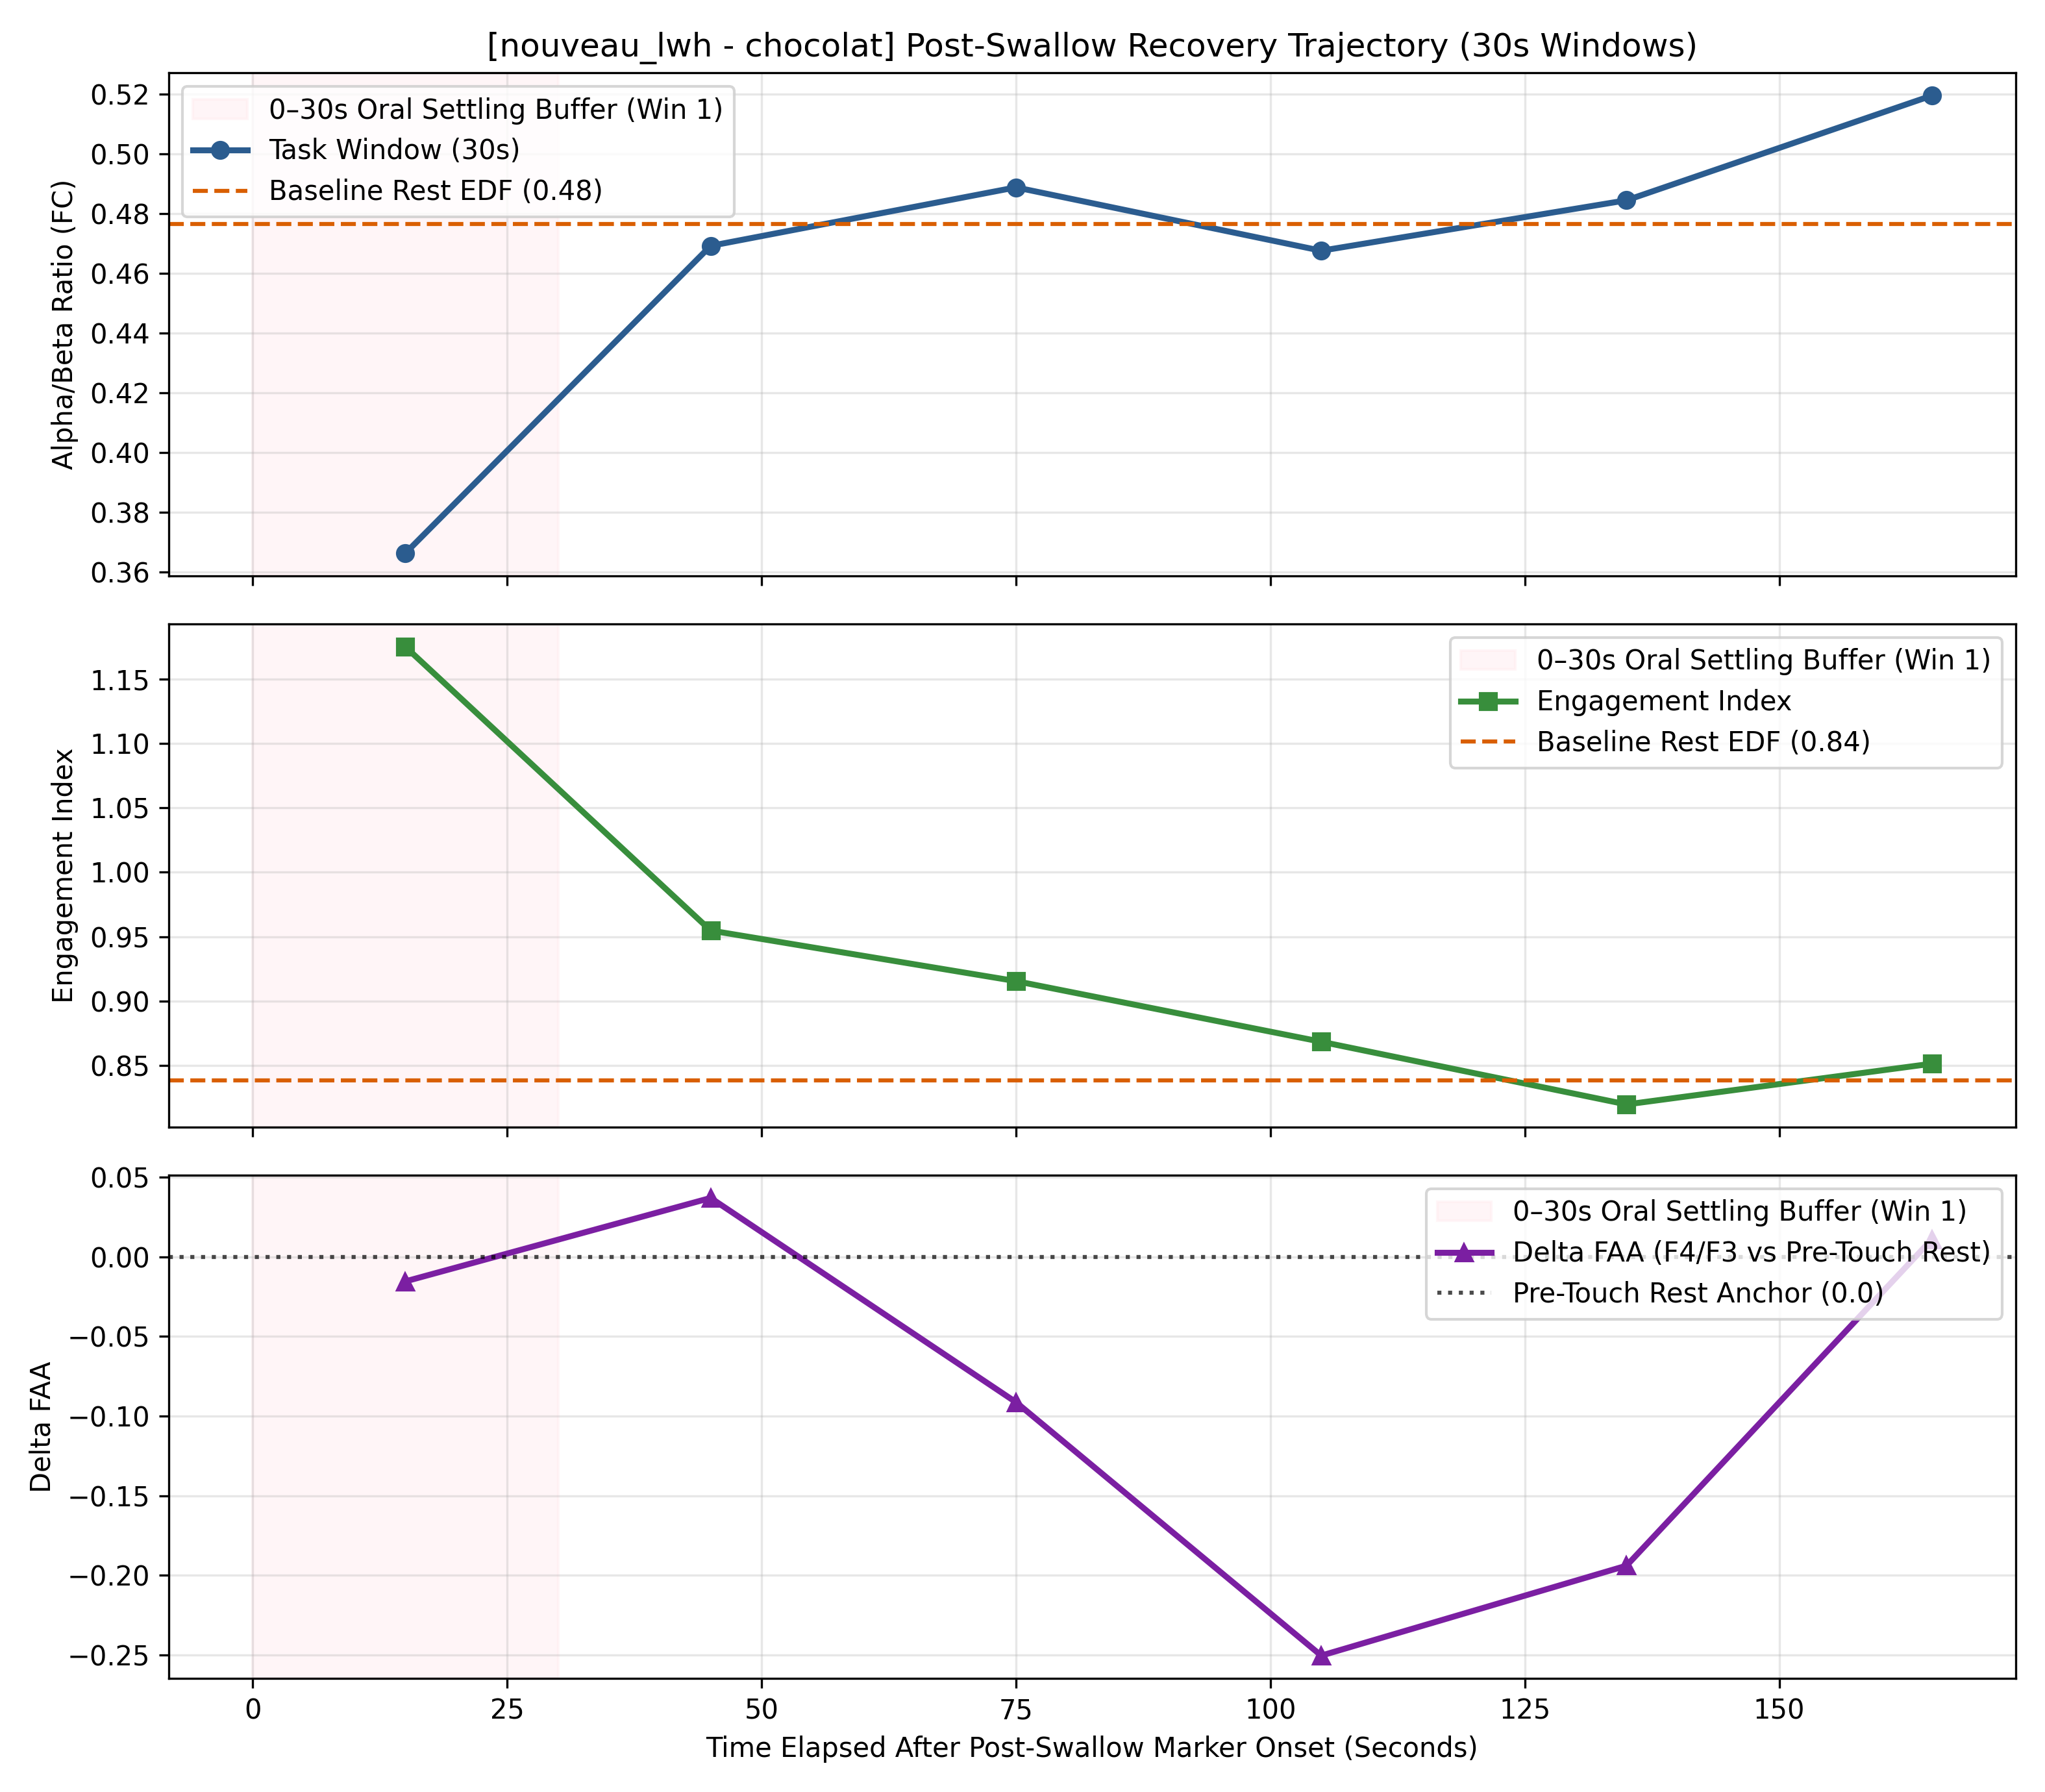 [nouveau_lwh - chocolat] Post-Swallow Recovery Trajectory (30s Windows)
0.52
0.50
0.48
0.46
0.44
0.42
0.40
0.38
0.36
Alpha/Beta Ratio (FC)
0–30s Oral Settling Buffer (Win 1)
Task Window (30s)
Baseline Rest EDF (0.48)
1.15
1.10
1.05
1.00
0.95
0.90
0.85
Engagement Index
0–30s Oral Settling Buffer (Win 1)
Engagement Index
Baseline Rest EDF (0.84)
0.05
0.00
−0.05
−0.10
−0.15
−0.20
−0.25
Delta FAA
0–30s Oral Settling Buffer (Win 1)
Delta FAA (F4/F3 vs Pre-Touch Rest)
Pre-Touch Rest Anchor (0.0)
0 25 50 75 100 125 150
Time Elapsed After Post-Swallow Marker Onset (Seconds)